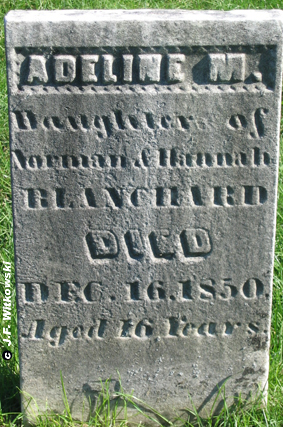 ADELINE M.
Daughter of
Norman & Hannah
BLANCHARD
DIED
DEC. 16. 1850.
Aged 16 Years.
c J.F. Witkowski